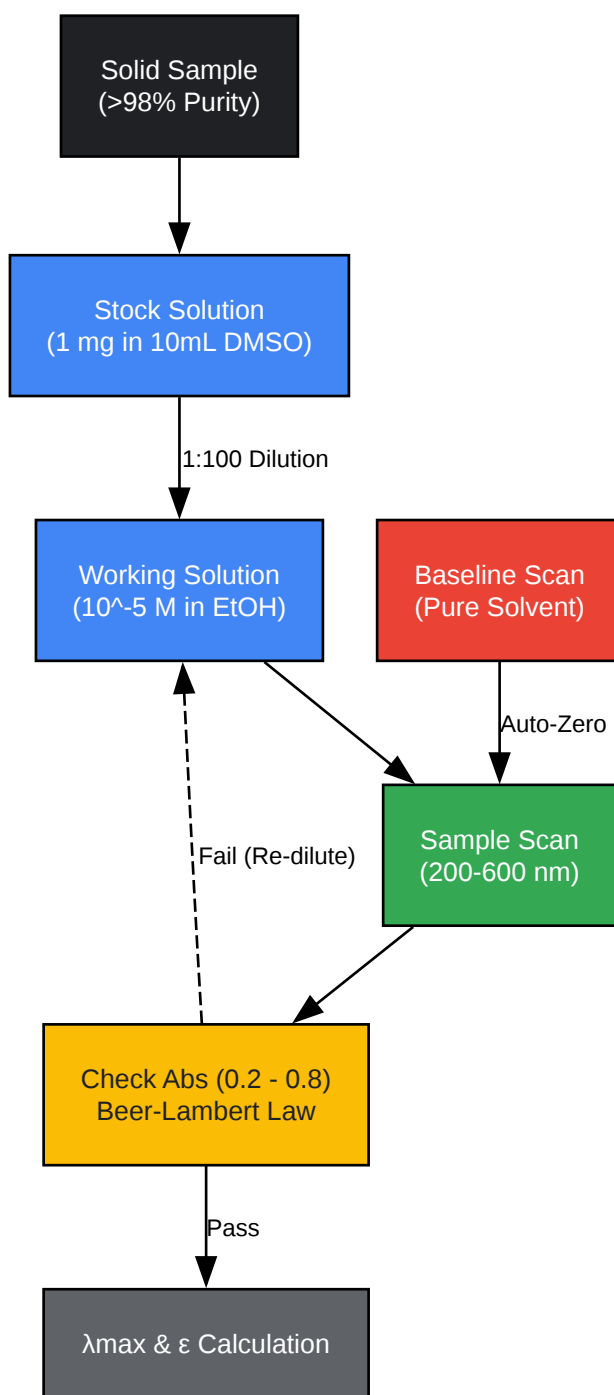 Solid Sample
(>98% Purity)
Stock Solution
(1 mg in 10mL DMSO)
1:100 Dilution
Working Solution
(10^-5 M in EtOH)
Baseline Scan
(Pure Solvent)
Auto-Zero
Sample Scan
(200-600 nm)
Fail (Re-dilute)
Check Abs (0.2 - 0.8)
Beer-Lambert Law
Pass
λmax & ε Calculation